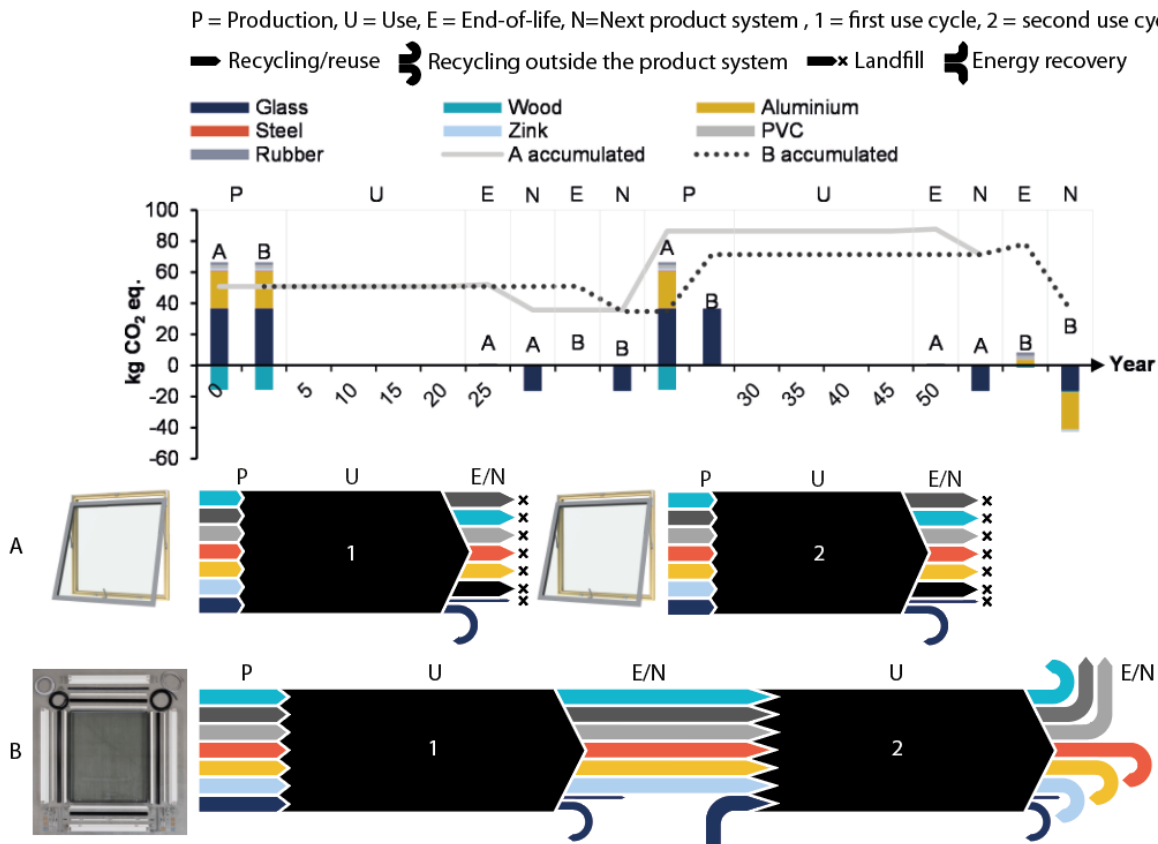 P = Production, U = Use, E = End-of-life, N=Next product system , 1 = first use cycle, 2 = second use cy
Recycling/reuse Recycling outside the product system Landfill Energy recovery
Glass Wood Aluminium
Steel Zink PVC
Rubber A accumulated B accumulated
P U E N E N P U E N E N
100
80
60
40
20
0
-20
-40
-60
kg CO₂ eq.
A B A B
A A B B A A B B
Year
0 5 10 15 20 25 30 35 40 45 50
P U E/N P U E/N
A 1 2
P U E/N U E/N
B 1 2